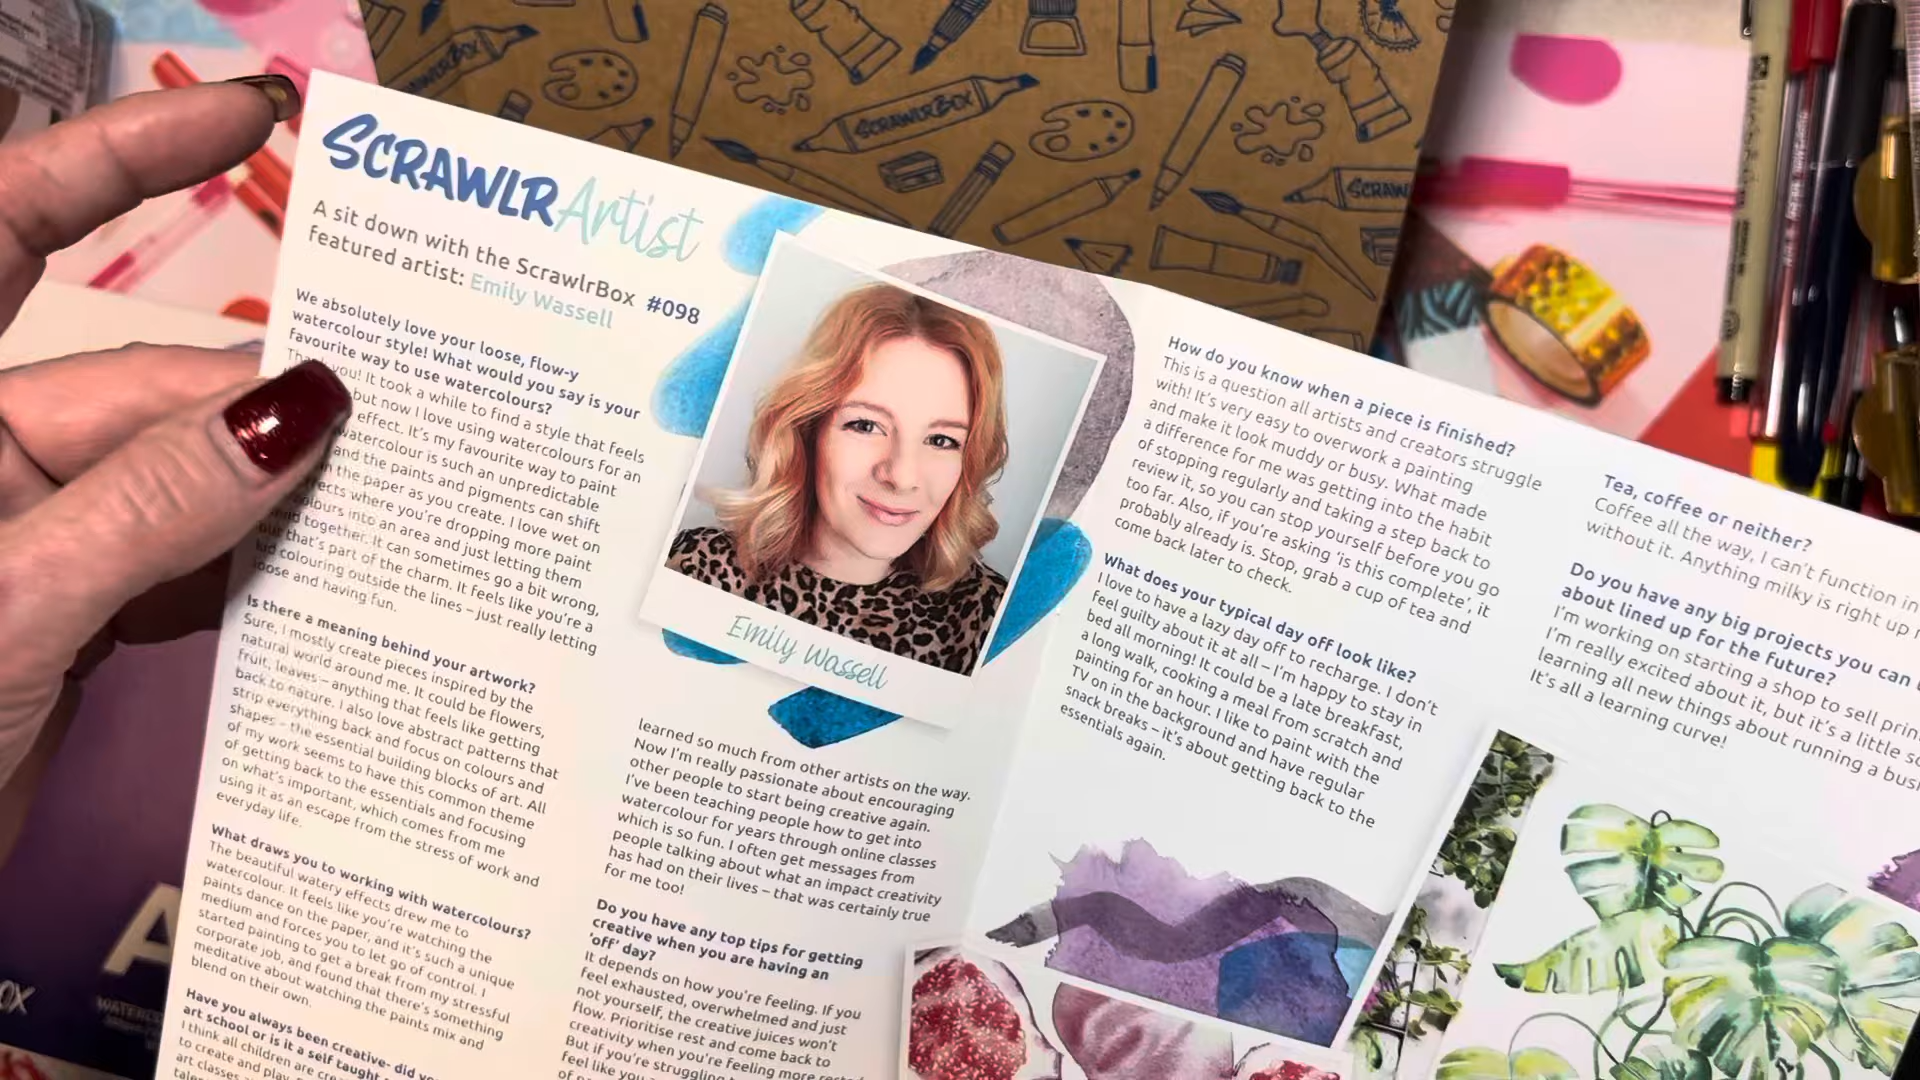 SCRAWLR Artist
A sit down with the ScrawlrBox #098
featured artist: Emily Wassell
We absolutely love your loose, flow-y
watercolour style! What would you say is your
favourite way to use watercolours?
you! It took a while to find a style that feels
but now I love using watercolours for an
effect. It's my favourite way to paint
watercolour is such an unpredictable
and the paints and pigments can shift
the paper as you create. I love wet on
where you're dropping more paint
into an area and just letting them
together. It can sometimes go a bit wrong,
but that's part of the charm. It feels like you're a
kid colouring outside the lines – just really letting
loose and having fun.
Is there a meaning behind your artwork?
Sure, I mostly create pieces inspired by the
natural world around me. It could be flowers,
fruit, leaves – anything that feels like getting
back to nature. I also love abstract patterns that
strip everything back and focus on colours and
shapes – the essential building blocks of art. All
of my work seems to have this common theme
of getting back to the essentials and focusing
on what's important, which comes from me
using it as an escape from the stress of work and
everyday life.
What draws you to working with watercolours?
The beautiful watery effects drew me to
watercolour. It feels like you're watching the
paints dance on the paper, and it's such a unique
medium and forces you to let go of control. I
started painting to get a break from my stressful
corporate job, and found that there's something
meditative about watching the paints mix and
blend on their own.
Have you always been creative- did you
art school or is it a self taught
I think all children are
to create and play.
art classes
Emily Wassell
learned so much from other artists on the way.
Now I'm really passionate about encouraging
other people to start being creative again.
I've been teaching people how to get into
watercolour for years through online classes
which is so fun. I often get messages from
people talking about what an impact creativity
has had on their lives – that was certainly true
for me too!
Do you have any top tips for getting
creative when you are having an
'off' day?
It depends on how you're feeling. If you
feel exhausted, overwhelmed and just
not yourself, the creative juices won't
flow. Prioritise rest and come back to
creativity when you're feeling more
But if you're struggling
feel like you
How do you know when a piece is finished?
This is a question all artists and creators struggle
with! It's very easy to overwork a painting
and make it look muddy or busy. What made
a difference for me was getting into the habit
of stopping regularly and taking a step back to
review it, so you can stop yourself before you go
too far. Also, if you're asking 'is this complete', it
probably already is. Stop, grab a cup of tea and
come back later to check.
What does your typical day off look like?
I love to have a lazy day off to recharge. I don't
feel guilty about it at all – I'm happy to stay in
bed all morning! It could be a late breakfast,
a long walk, cooking a meal from scratch and
painting for an hour. I like to paint with the
TV on in the background and have regular
snack breaks – it's about getting back to the
essentials again.
Tea, coffee or neither?
Coffee all the way, I can't function in
without it. Anything milky is right up
Do you have any big projects you can
about lined up for the future?
I'm working on starting a shop to sell
I'm really excited about it, but it's a little
learning all new things about running a
It's all a learning curve!
SCRAWLRBOX
SCRAWLRBOX